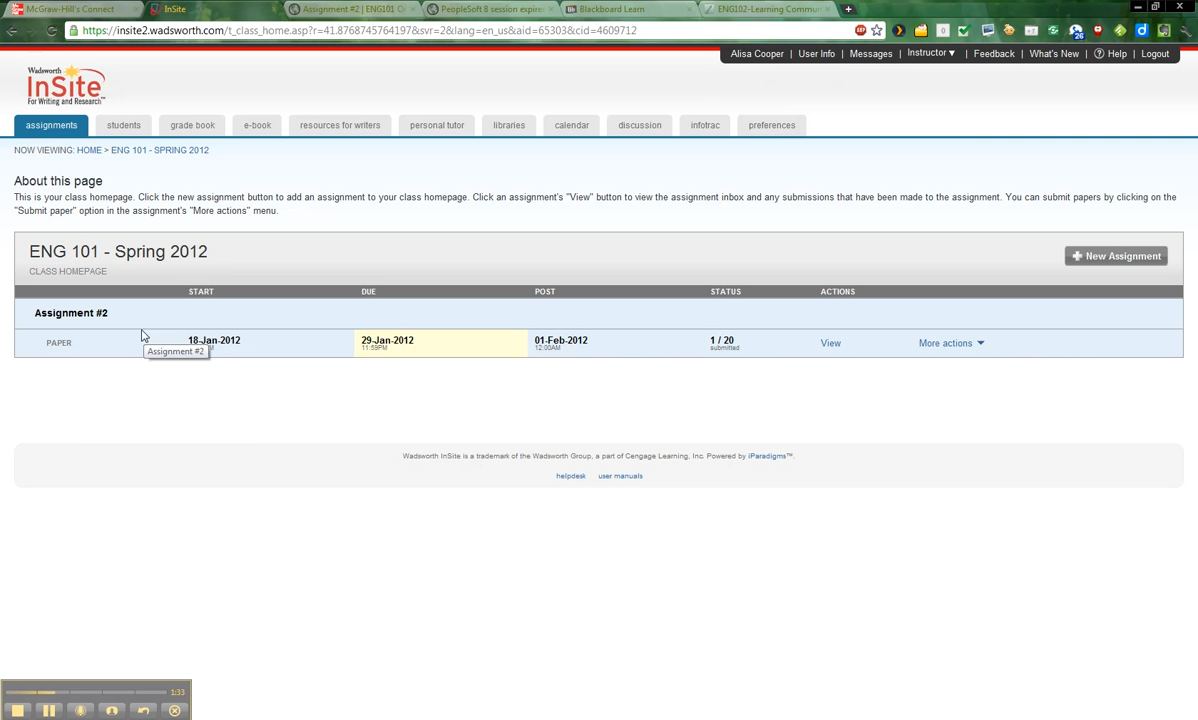 McGraw-Hill's Connect
InSite
Assignment #2 | ENG101 O
PeopleSoft 8 session expire
Blackboard Learn
ENG102-Learning Commun
https://insite2.wadsworth.com/t_class_home.asp?r=41.8768745764197&svr=2&lang=en_us&aid=65303&cid=4609712
26
Alisa Cooper | User Info | Messages | Instructor ▼ | Feedback | What's New | ? Help | Logout
Wadsworth
InSite
For Writing and Research™
assignments
students
grade book
e-book
resources for writers
personal tutor
libraries
calendar
discussion
infotrac
preferences
NOW VIEWING: HOME > ENG 101 - SPRING 2012
About this page
This is your class homepage. Click the new assignment button to add an assignment to your class homepage. Click an assignment's "View" button to view the assignment inbox and any submissions that have been made to the assignment. You can submit papers by clicking on the
"Submit paper" option in the assignment's "More actions" menu.
ENG 101 - Spring 2012
CLASS HOMEPAGE
New Assignment
START DUE POST STATUS ACTIONS
Assignment #2
PAPER 18-Jan-2012 29-Jan-2012 01-Feb-2012 1 / 20 View More actions
11:59PM 12:00AM submitted
Assignment #2
Wadsworth InSite is a trademark of the Wadsworth Group, a part of Cengage Learning, Inc. Powered by iParadigms™.
helpdesk user manuals
1:33